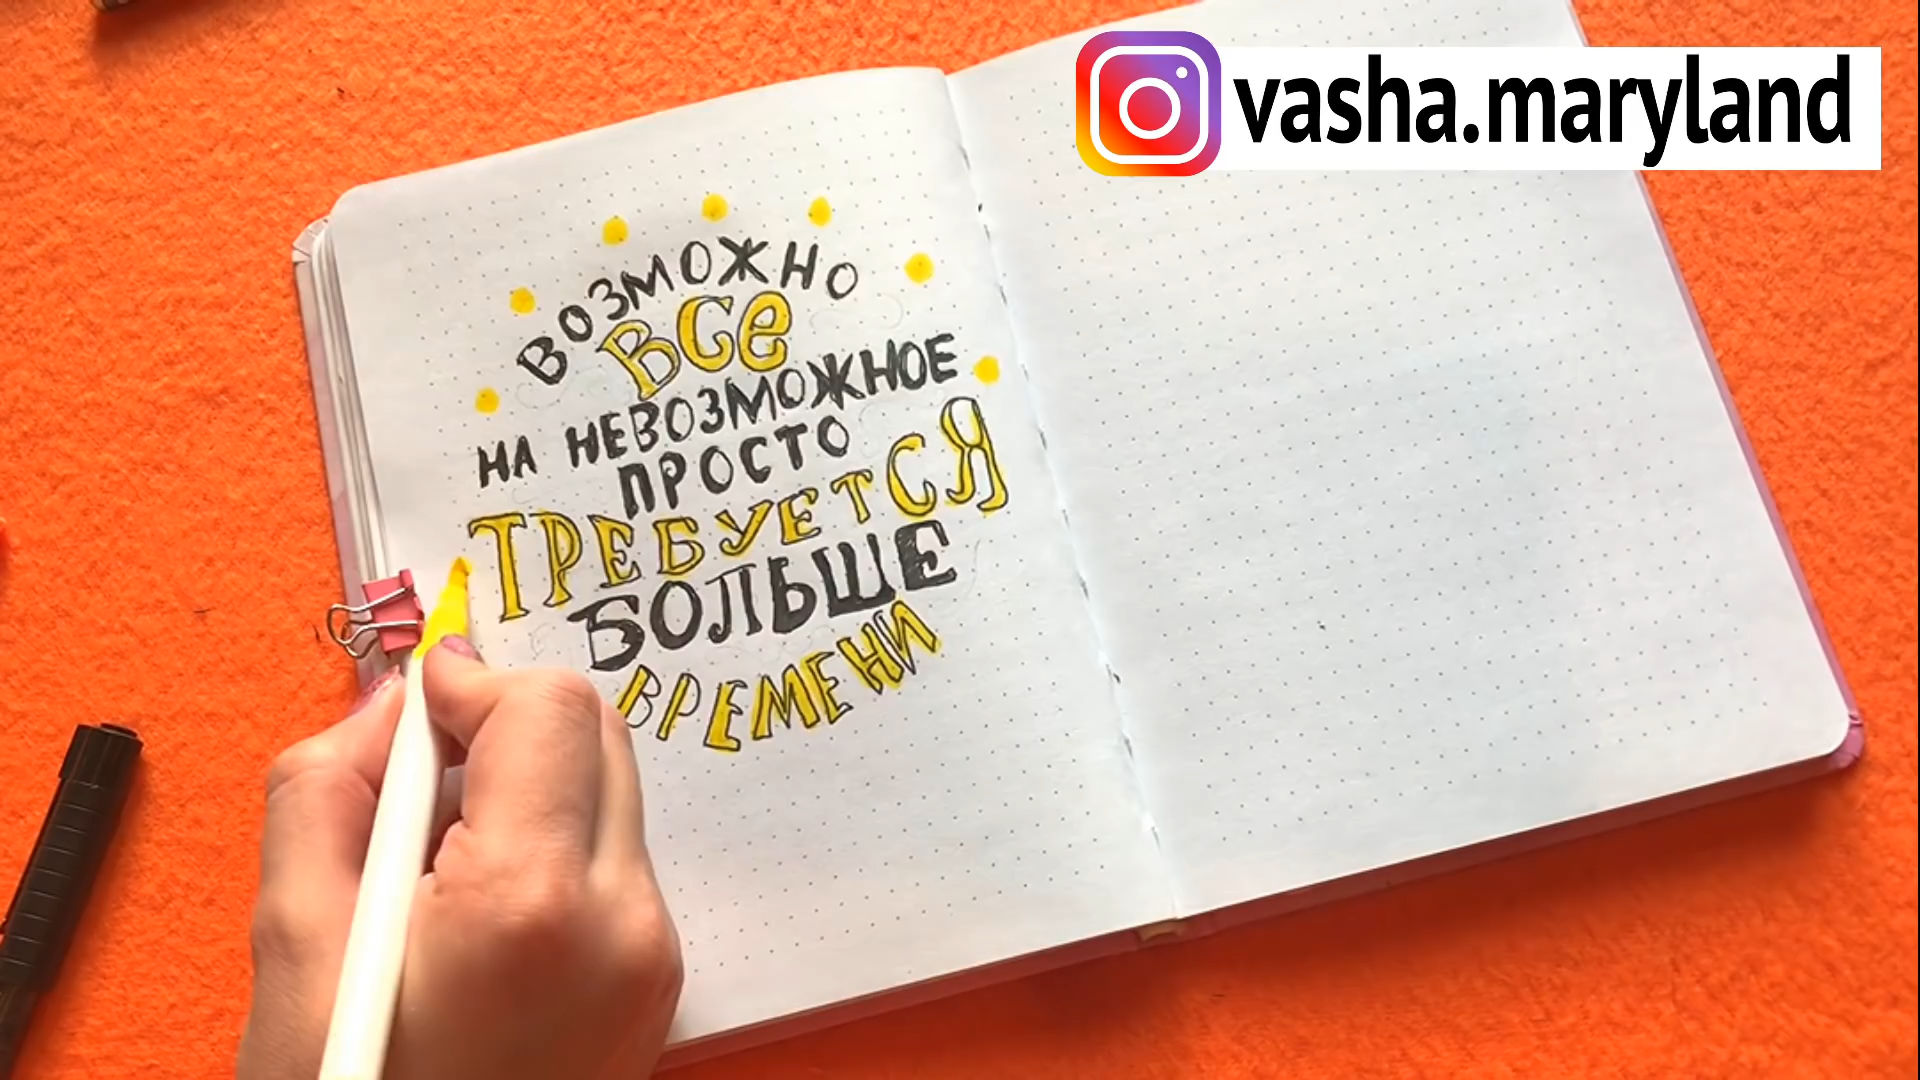 vasha.maryland
ВОЗМОЖНО
ВСе
НА НЕВОЗМОЖНОЕ
ПРОСТО
ТРЕБУЕТСЯ
БОЛЬШЕ
ВРЕМЕНИ